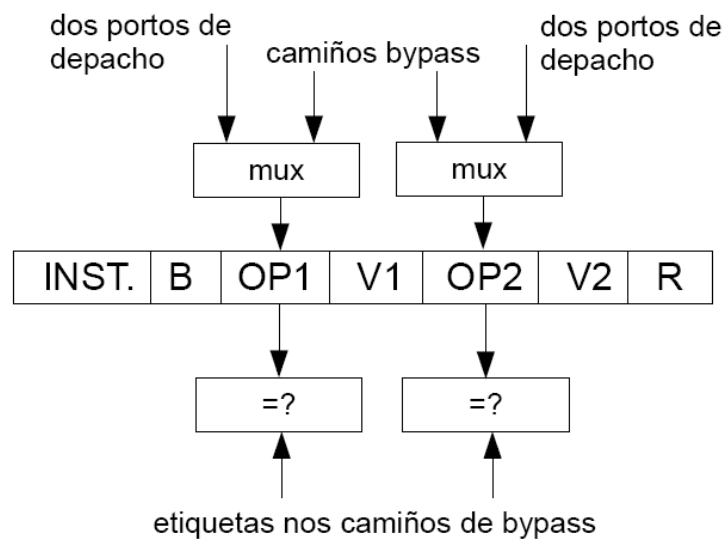 dos portos de
depacho
camiños bypass
dos portos de
depacho
mux
mux
INST. B OP1 V1 OP2 V2 R
=?
=?
etiquetas nos camiños de bypass